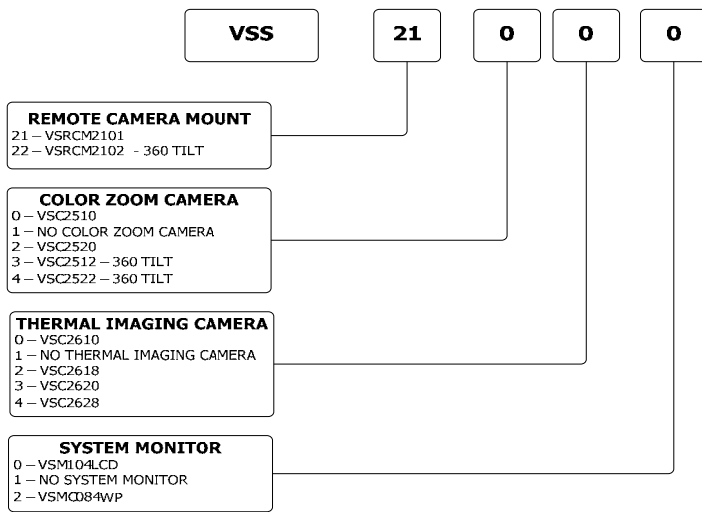 VSS 21 0 0 0
REMOTE CAMERA MOUNT
21 – VSRCM2101
22 – VSRCM2102 - 360 TILT
COLOR ZOOM CAMERA
0 – VSC2510
1 – NO COLOR ZOOM CAMERA
2 – VSC2520
3 – VSC2512 – 360 TILT
4 – VSC2522 – 360 TILT
THERMAL IMAGING CAMERA
0 – VSC2610
1 – NO THERMAL IMAGING CAMERA
2 – VSC2618
3 – VSC2620
4 – VSC2628
SYSTEM MONITOR
0 – VSM104LCD
1 – NO SYSTEM MONITOR
2 – VSMC084WP